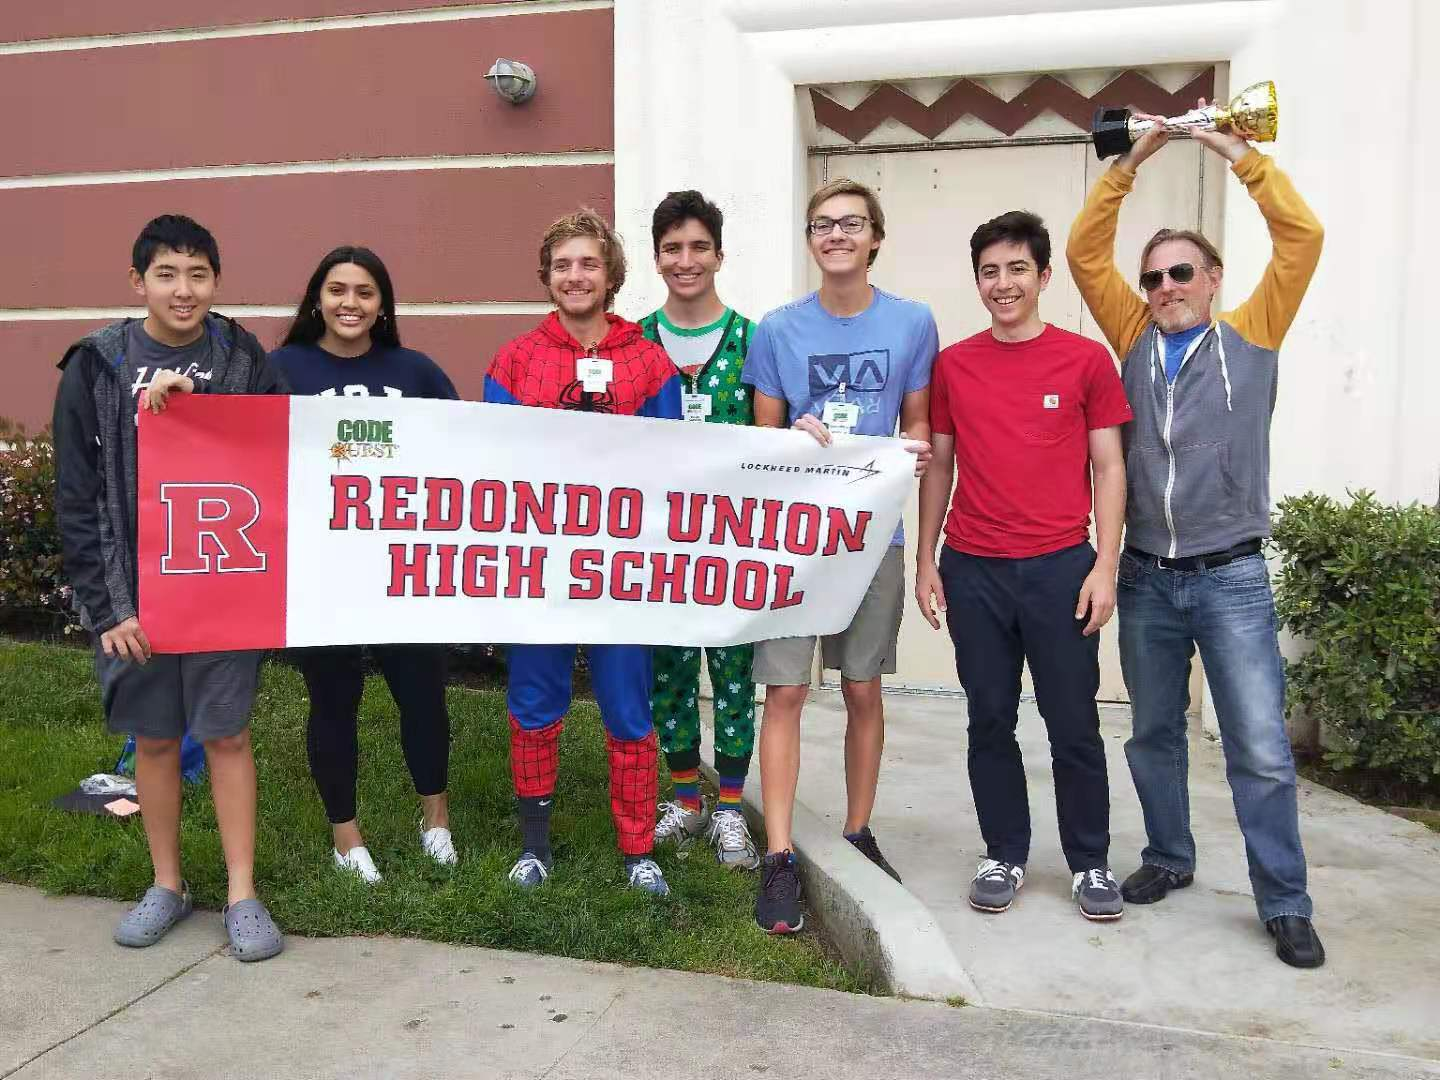 CODE
QUEST
LOCKHEED MARTIN
R
REDONDO UNION
HIGH SCHOOL